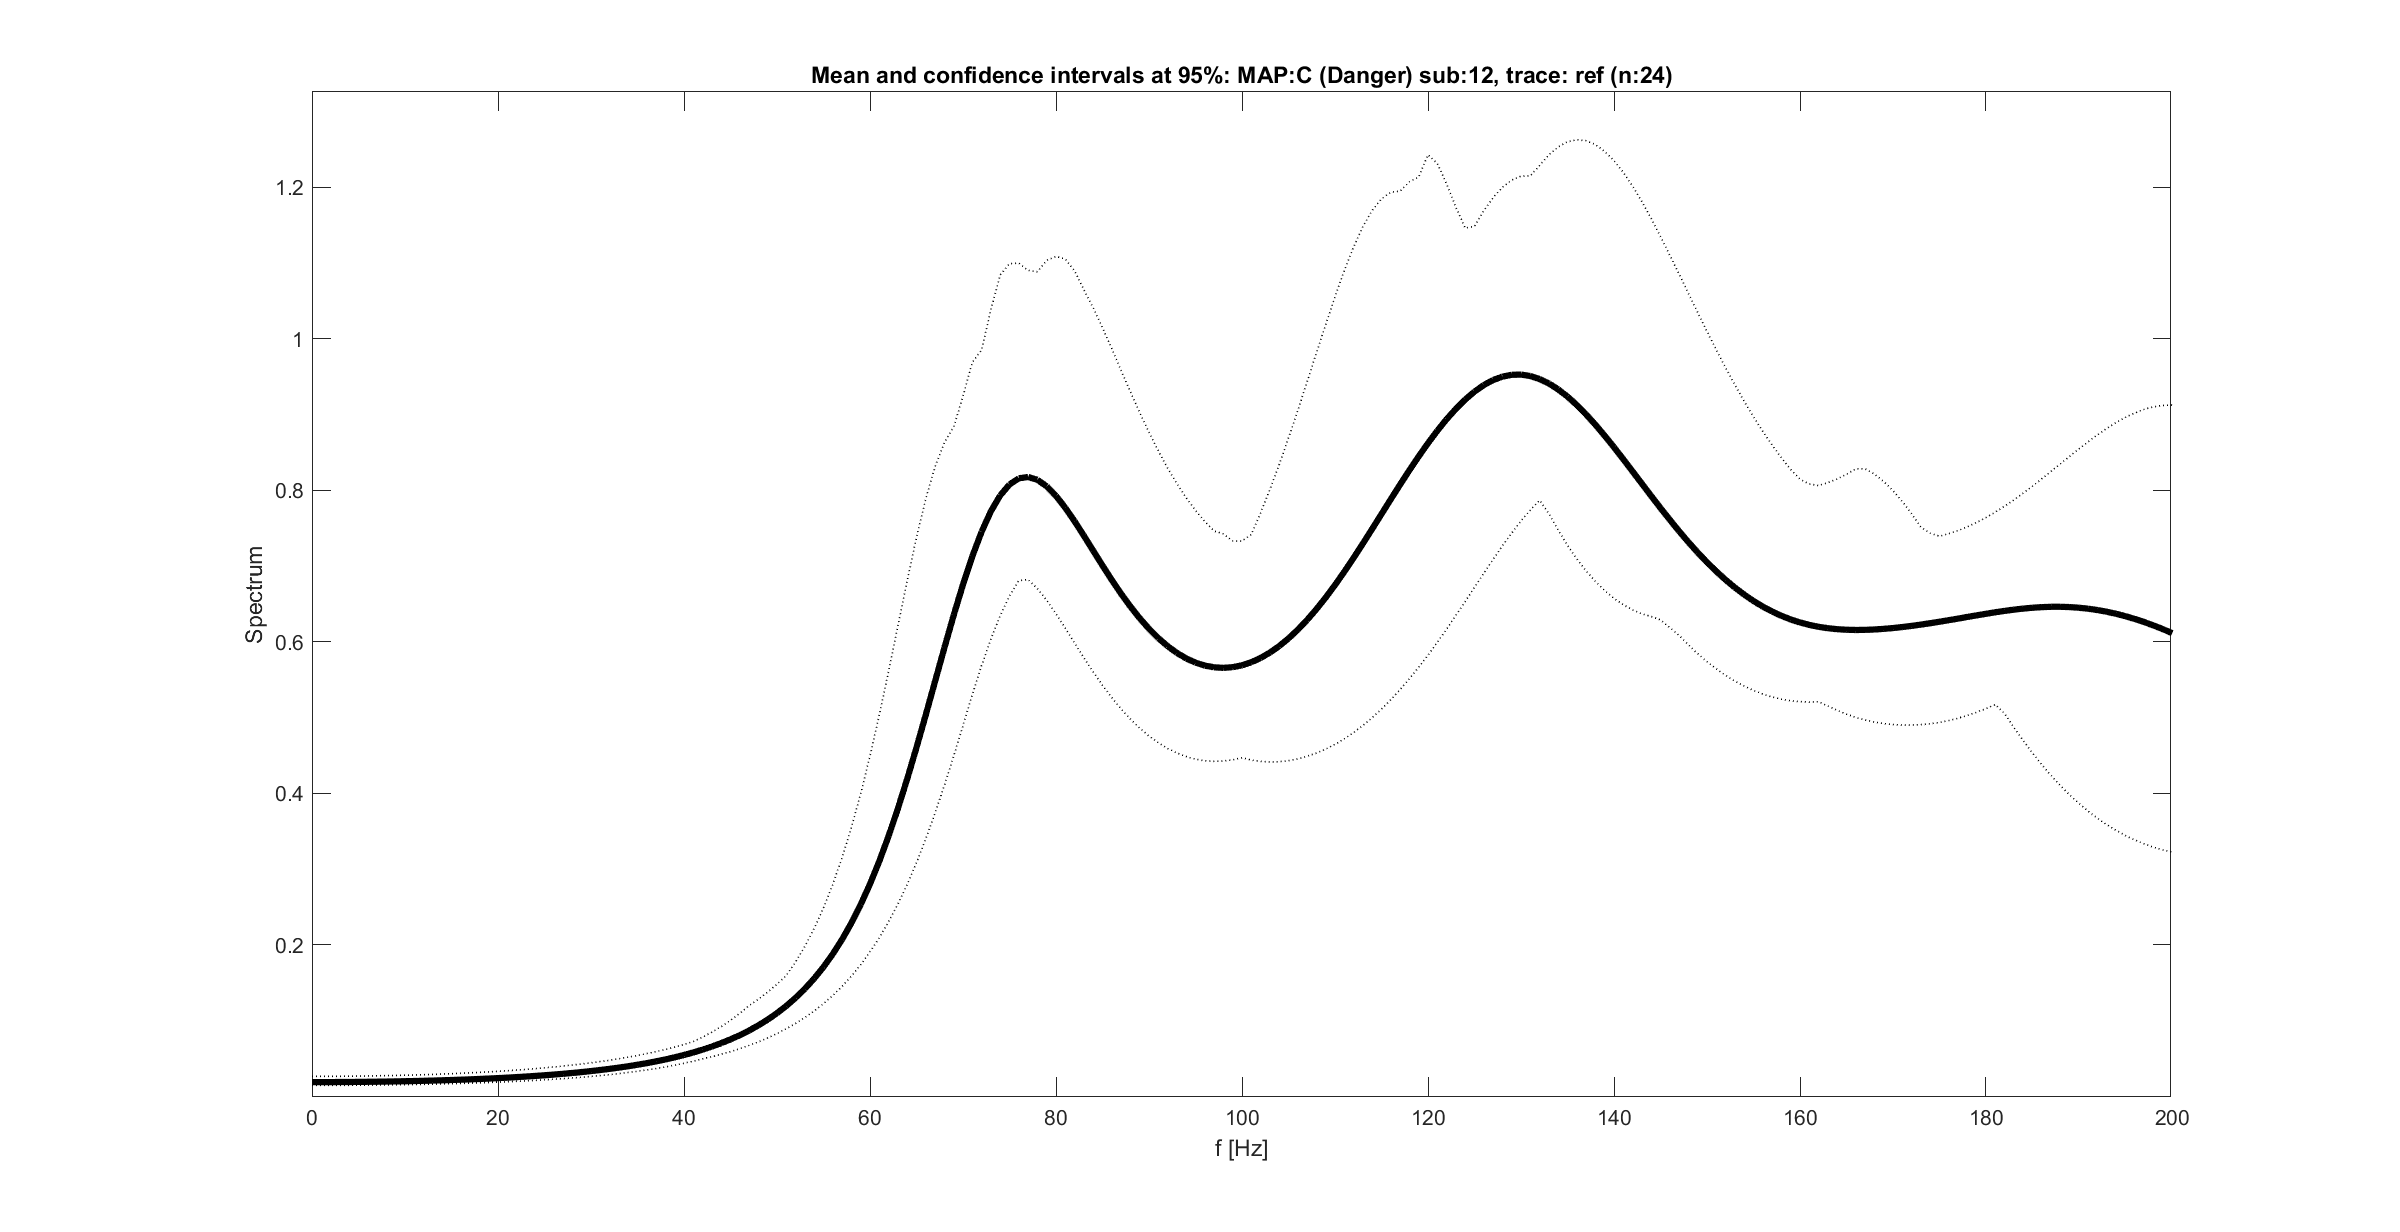 Mean and confidence intervals at 95%: MAP:C (Danger) sub:12, trace: ref (n:24)
1.2
1
0.8
0.6
0.4
0.2
Spectrum
0 20 40 60 80 100 120 140 160 180 200
f [Hz]